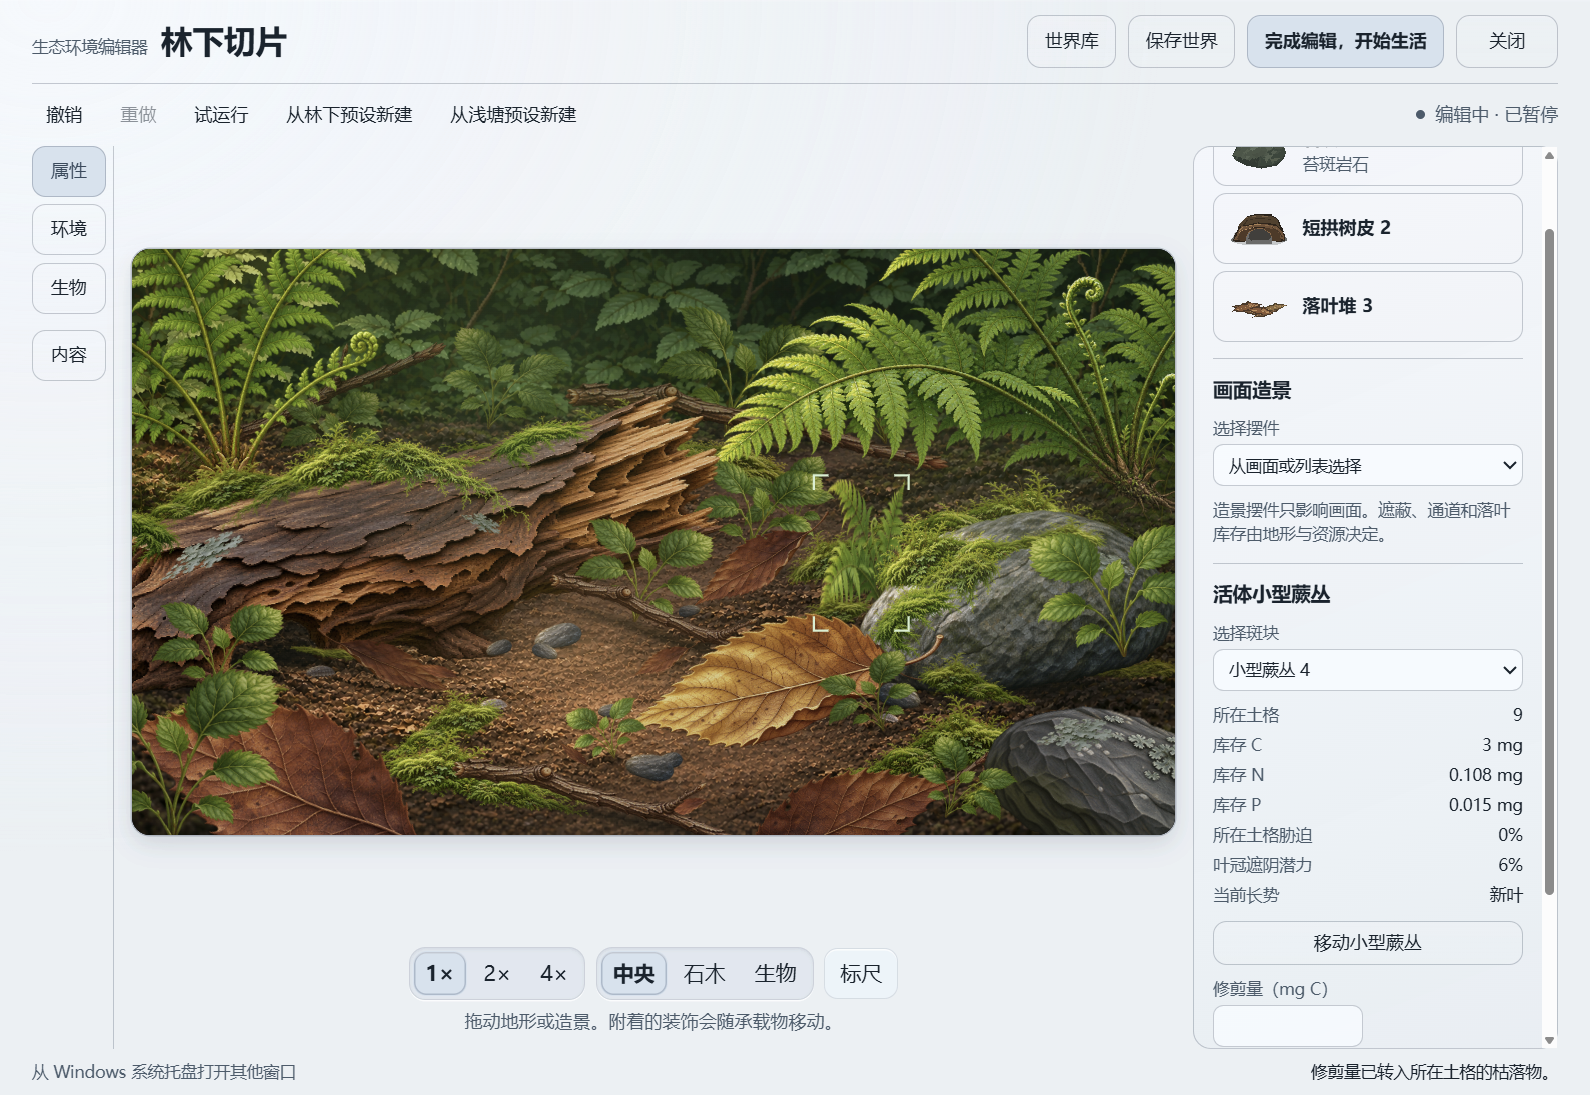 生态环境编辑器 林下切片
世界库
保存世界
完成编辑，开始生活
关闭
撤销
重做
试运行
从林下预设新建
从浅塘预设新建
编辑中 · 已暂停
属性
环境
生物
内容
苔斑岩石
短拱树皮 2
落叶堆 3
画面造景
选择摆件
从画面或列表选择
造景摆件只影响画面。遮蔽、通道和落叶
库存由地形与资源决定。
活体小型蕨丛
选择斑块
小型蕨丛 4
所在土格 9
库存 C 3 mg
库存 N 0.108 mg
库存 P 0.015 mg
所在土格胁迫 0%
叶冠遮阴潜力 6%
当前长势 新叶
移动小型蕨丛
修剪量（mg C）
1×
2×
4×
中央
石木
生物
标尺
拖动地形或造景。附着的装饰会随承载物移动。
从 Windows 系统托盘打开其他窗口
修剪量已转入所在土格的枯落物。